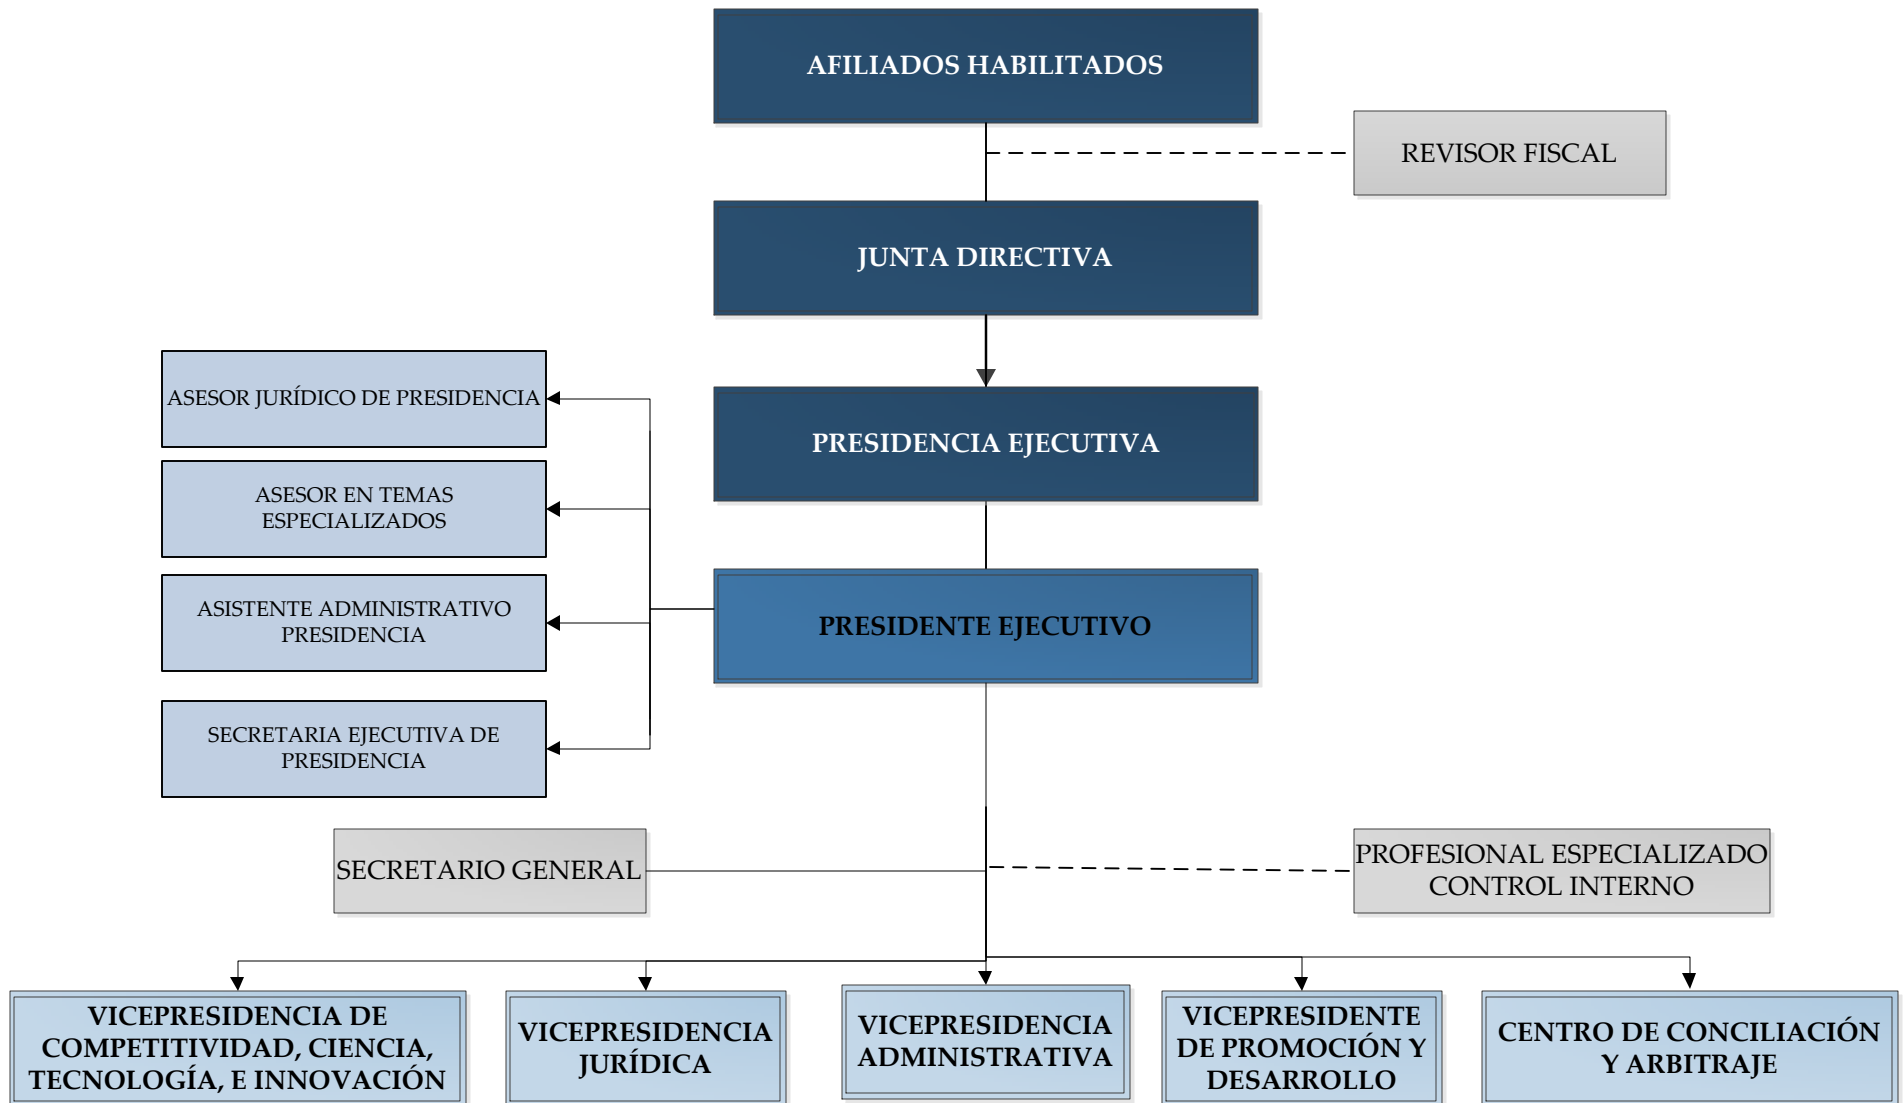 AFILIADOS HABILITADOS
REVISOR FISCAL
JUNTA DIRECTIVA
ASESOR JURÍDICO DE PRESIDENCIA
PRESIDENCIA EJECUTIVA
ASESOR EN TEMAS
ESPECIALIZADOS
ASISTENTE ADMINISTRATIVO
PRESIDENCIA
PRESIDENTE EJECUTIVO
SECRETARIA EJECUTIVA DE
PRESIDENCIA
SECRETARIO GENERAL
PROFESIONAL ESPECIALIZADO
CONTROL INTERNO
VICEPRESIDENCIA DE
COMPETITIVIDAD, CIENCIA,
TECNOLOGÍA, E INNOVACIÓN
VICEPRESIDENCIA
JURÍDICA
VICEPRESIDENCIA
ADMINISTRATIVA
VICEPRESIDENTE
DE PROMOCIÓN Y
DESARROLLO
CENTRO DE CONCILIACIÓN
Y ARBITRAJE